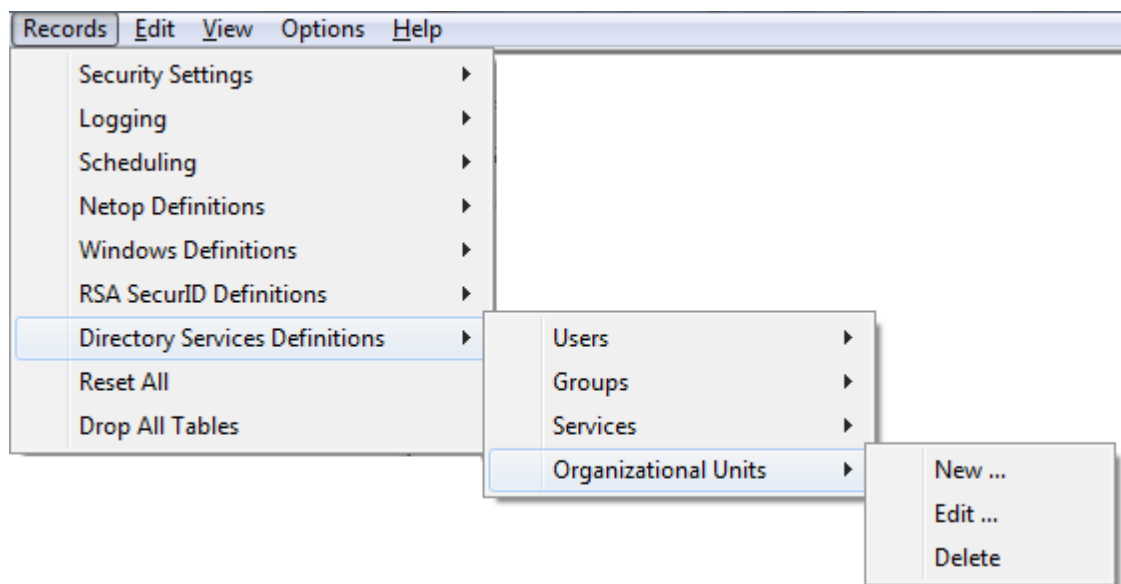 Records Edit View Options Help
Security Settings
Logging
Scheduling
Netop Definitions
Windows Definitions
RSA SecurID Definitions
Directory Services Definitions
Reset All
Drop All Tables
Users
Groups
Services
Organizational Units
New ...
Edit ...
Delete